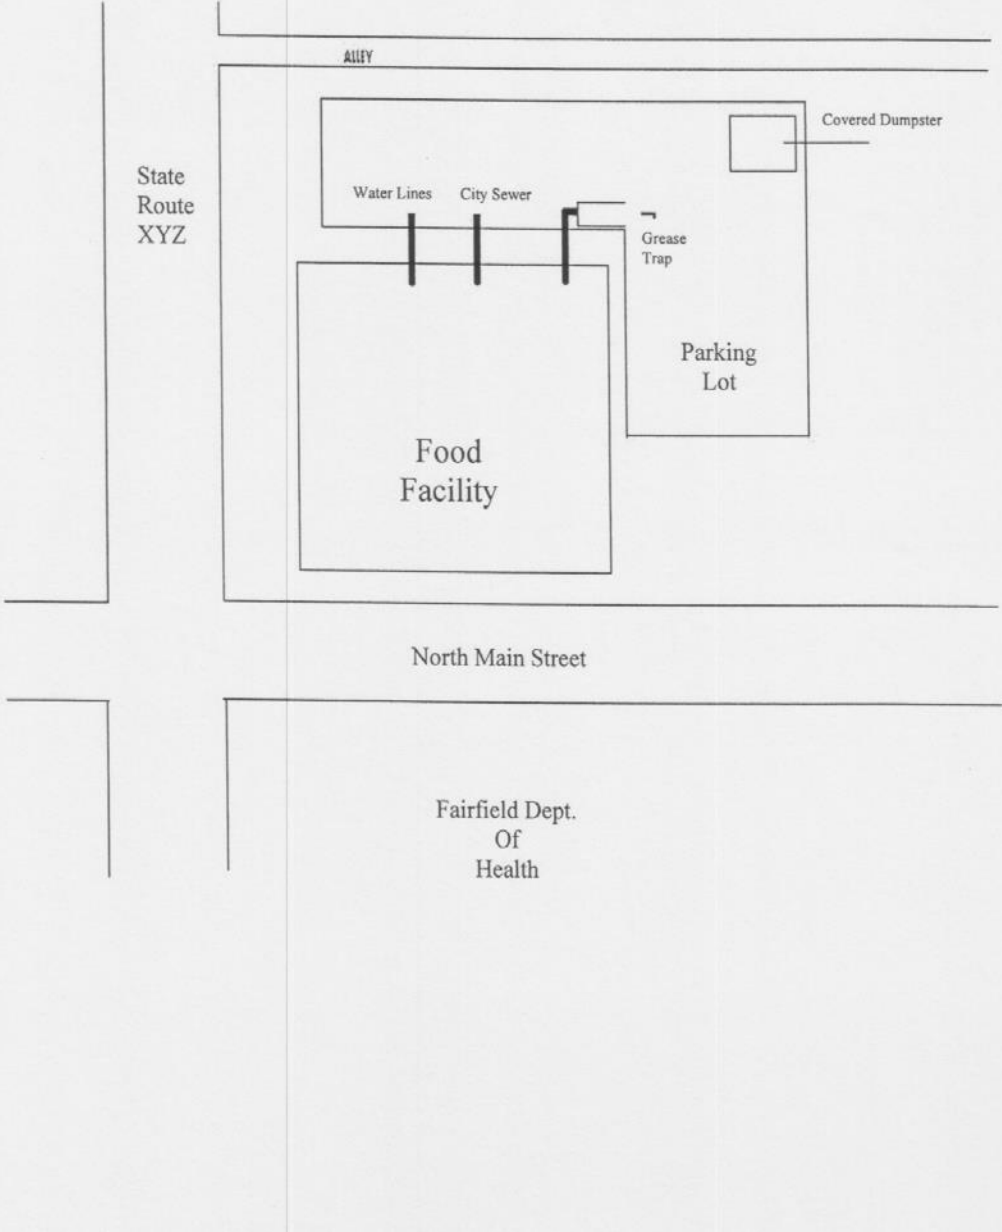 ALLEY
Covered Dumpster
State
Route
XYZ
Water Lines
City Sewer
Grease
Trap
Parking
Lot
Food
Facility
North Main Street
Fairfield Dept.
Of
Health